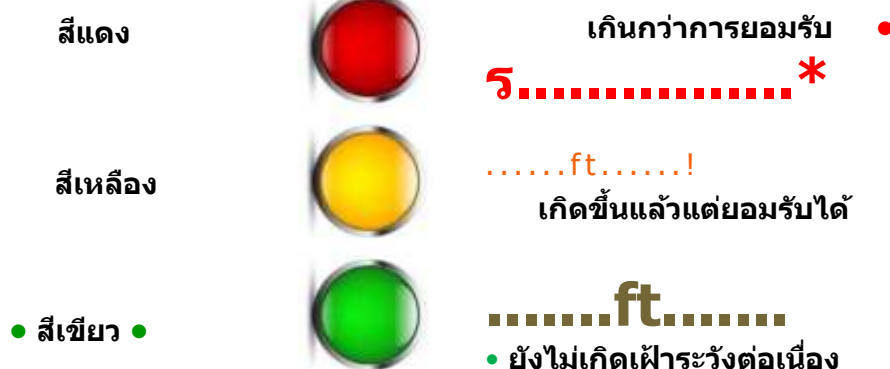 สีแดง
เกินกว่าการยอมรับ •
ร................*
สีเหลือง
......ft......!
เกิดขึ้นแล้วแต่ยอมรับได้
• สีเขียว •
.......ft.......
• ยังไม่เกิดเฝ้าระวังต่อเนื่อง